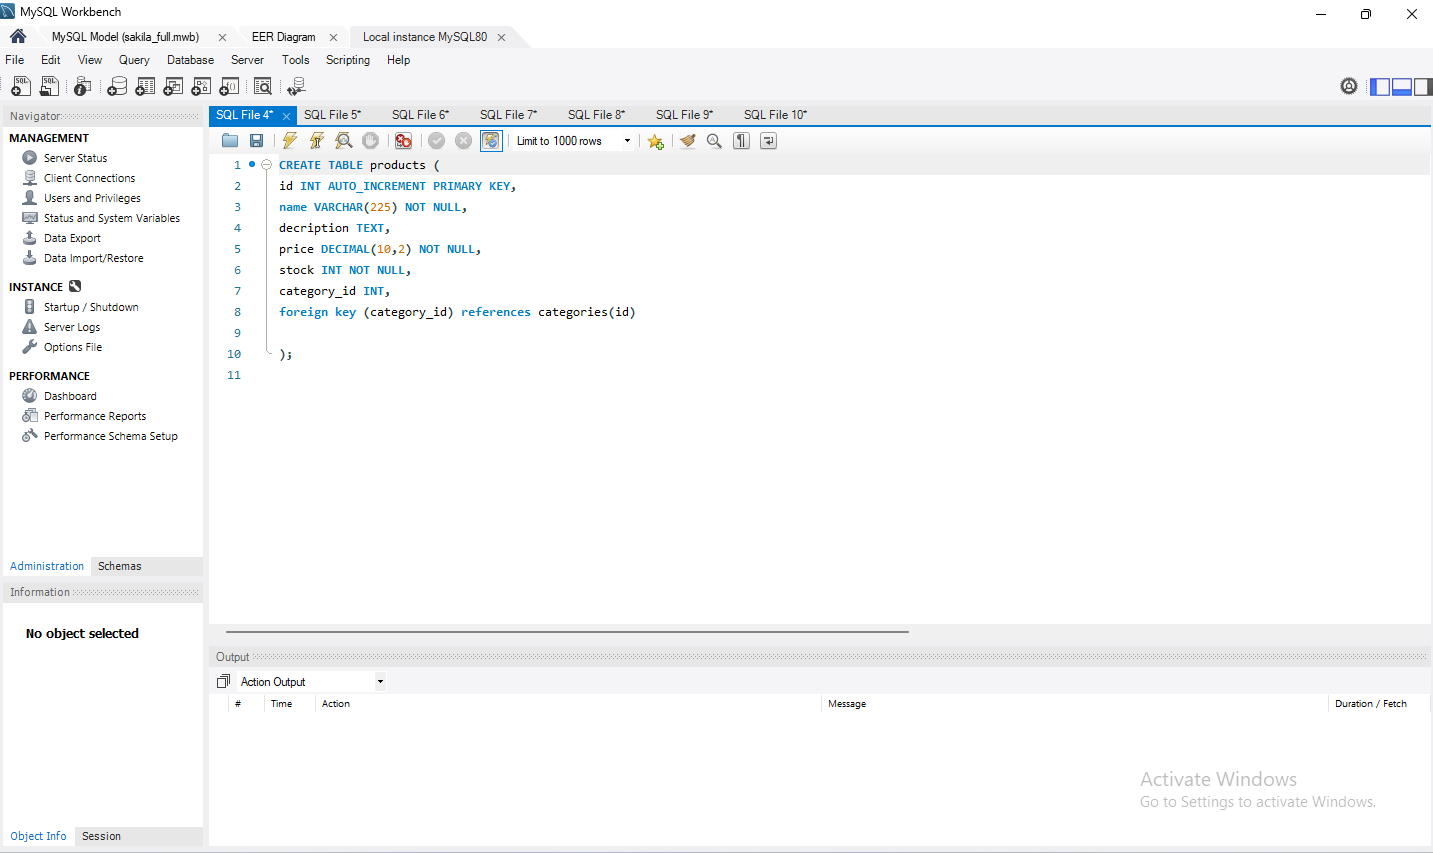 MySQL Workbench
MySQL Model (sakila_full.mwb)
EER Diagram
Local instance MySQL80
File Edit View Query Database Server Tools Scripting Help
Navigator
MANAGEMENT
Server Status
Client Connections
Users and Privileges
Status and System Variables
Data Export
Data Import/Restore
INSTANCE
Startup / Shutdown
Server Logs
Options File
PERFORMANCE
Dashboard
Performance Reports
Performance Schema Setup
Administration Schemas
Information
No object selected
Object Info Session
SQL File 4* SQL File 5* SQL File 6* SQL File 7* SQL File 8* SQL File 9* SQL File 10*
Limit to 1000 rows
1 CREATE TABLE products (
2 id INT AUTO_INCREMENT PRIMARY KEY,
3 name VARCHAR(225) NOT NULL,
4 decription TEXT,
5 price DECIMAL(10,2) NOT NULL,
6 stock INT NOT NULL,
7 category_id INT,
8 foreign key (category_id) references categories(id)
9
10 );
11
Output
Action Output
# Time Action Message Duration / Fetch
Activate Windows
Go to Settings to activate Windows.